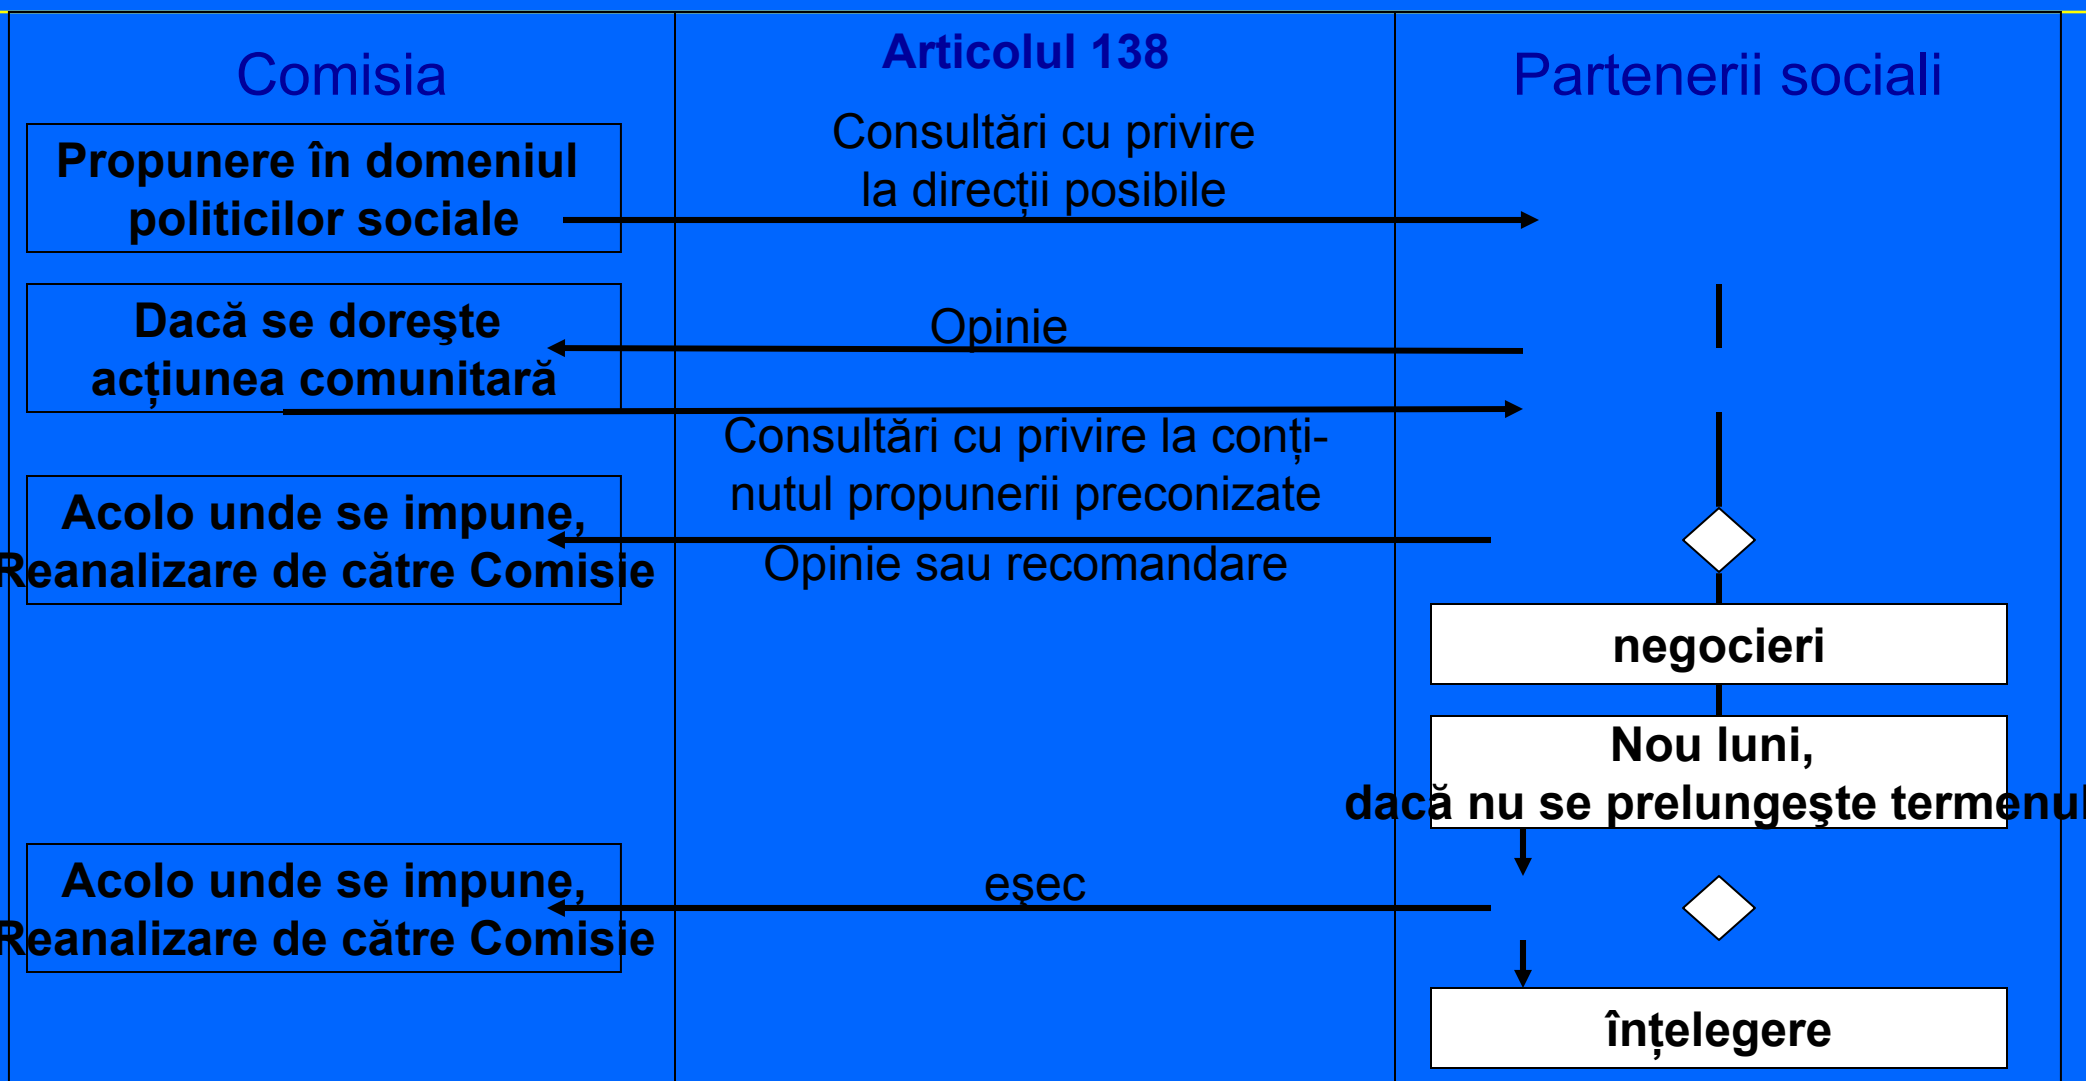 Comisia
Articolul 138
Partenerii sociali
Propunere în domeniul
politicilor sociale
Consultări cu privire
la direcții posibile
Dacă se doreşte
acțiunea comunitară
Opinie
Consultări cu privire la conți-
nutul propunerii preconizate
Acolo unde se impune,
Reanalizare de către Comisie
Opinie sau recomandare
negocieri
Nou luni,
dacă nu se prelungeşte termenul
Acolo unde se impune,
Reanalizare de către Comisie
eşec
înțelegere